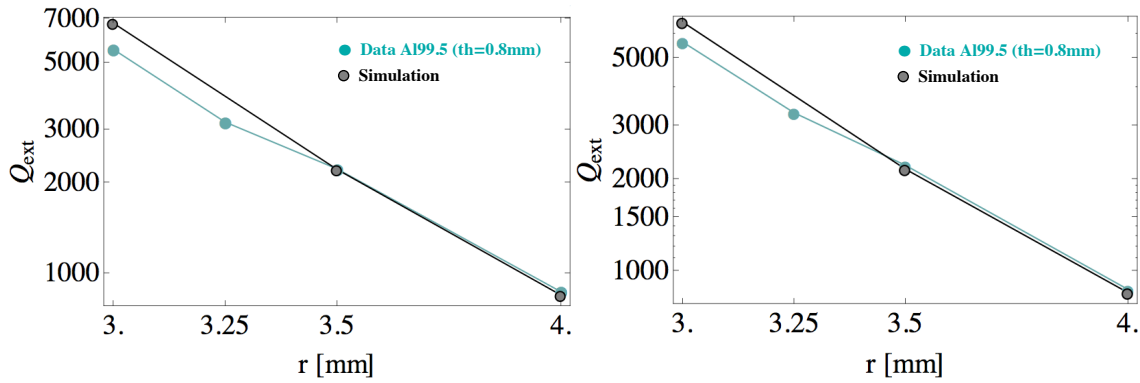 7000
5000
3000
2000
1000
Qext
Data Al99.5 (th=0.8mm)
Simulation
3.
3.25
3.5
4.
r [mm]
5000
3000
2000
1500
1000
Qext
Data Al99.5 (th=0.8mm)
Simulation
3.
3.25
3.5
4.
r [mm]